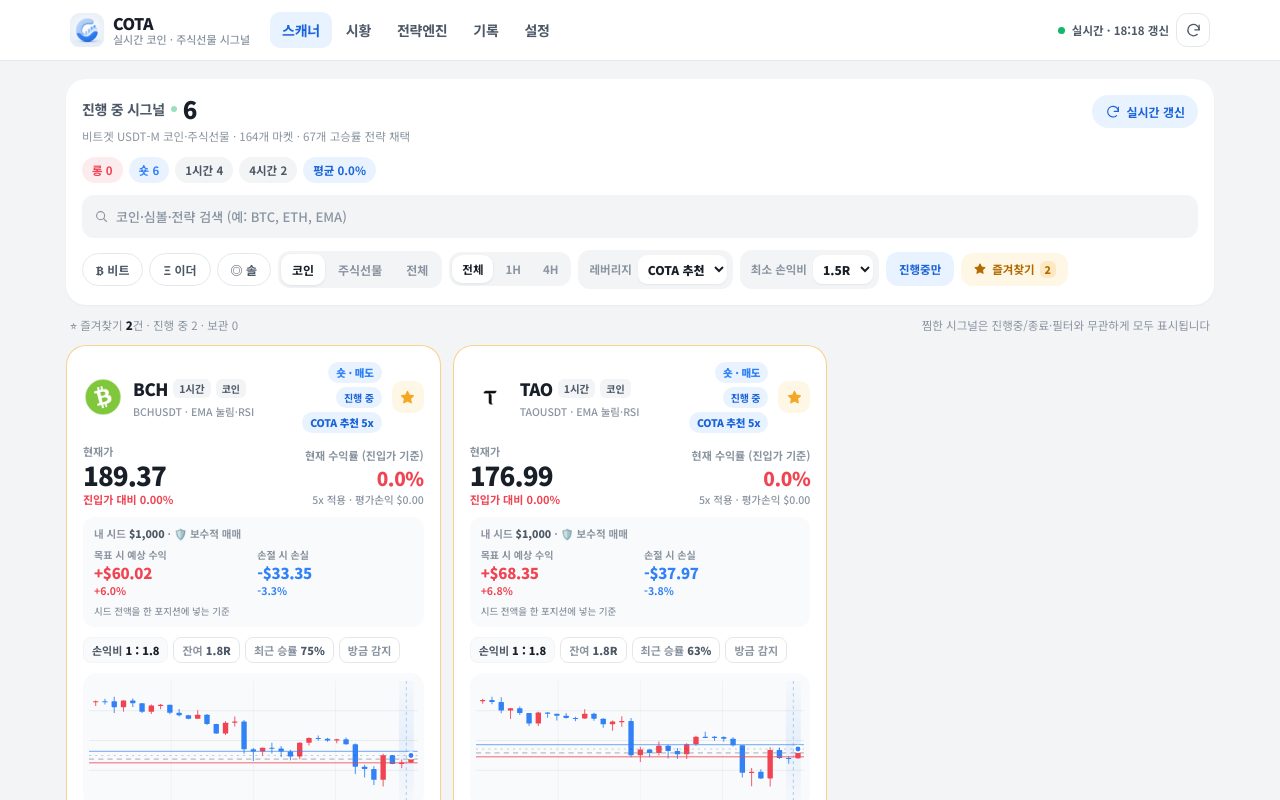 COTA
실시간 코인 · 주식선물 시그널
스캐너
시황
전략엔진
기록
설정
실시간 · 18:18 갱신
진행 중 시그널
6
실시간 갱신
비트겟 USDT-M 코인·주식선물 · 164개 마켓 · 67개 고승률 전략 채택
롱 0
숏 6
1시간 4
4시간 2
평균 0.0%
코인·심볼·전략 검색 (예: BTC, ETH, EMA)
₿ 비트
Ξ 이더
◎ 솔
코인
주식선물
전체
전체
1H
4H
레버리지
COTA 추천
최소 손익비
1.5R
진행중만
즐겨찾기 2
⭐ 즐겨찾기 2건 · 진행 중 2 · 보관 0
찜한 시그널은 진행중/종료·필터와 무관하게 모두 표시됩니다
BCH
1시간
코인
BCHUSDT · EMA 눌림·RSI
숏 · 매도
진행 중
COTA 추천 5x
현재가
189.37
진입가 대비 0.00%
현재 수익률 (진입가 기준)
0.0%
5x 적용 · 평가손익 $0.00
내 시드 $1,000 · 🛡️ 보수적 매매
목표 시 예상 수익
+$60.02
+6.0%
손절 시 손실
-$33.35
-3.3%
시드 전액을 한 포지션에 넣는 기준
손익비 1 : 1.8
잔여 1.8R
최근 승률 75%
방금 감지
τ
TAO
1시간
코인
TAOUSDT · EMA 눌림·RSI
숏 · 매도
진행 중
COTA 추천 5x
현재가
176.99
진입가 대비 0.00%
현재 수익률 (진입가 기준)
0.0%
5x 적용 · 평가손익 $0.00
내 시드 $1,000 · 🛡️ 보수적 매매
목표 시 예상 수익
+$68.35
+6.8%
손절 시 손실
-$37.97
-3.8%
시드 전액을 한 포지션에 넣는 기준
손익비 1 : 1.8
잔여 1.8R
최근 승률 63%
방금 감지